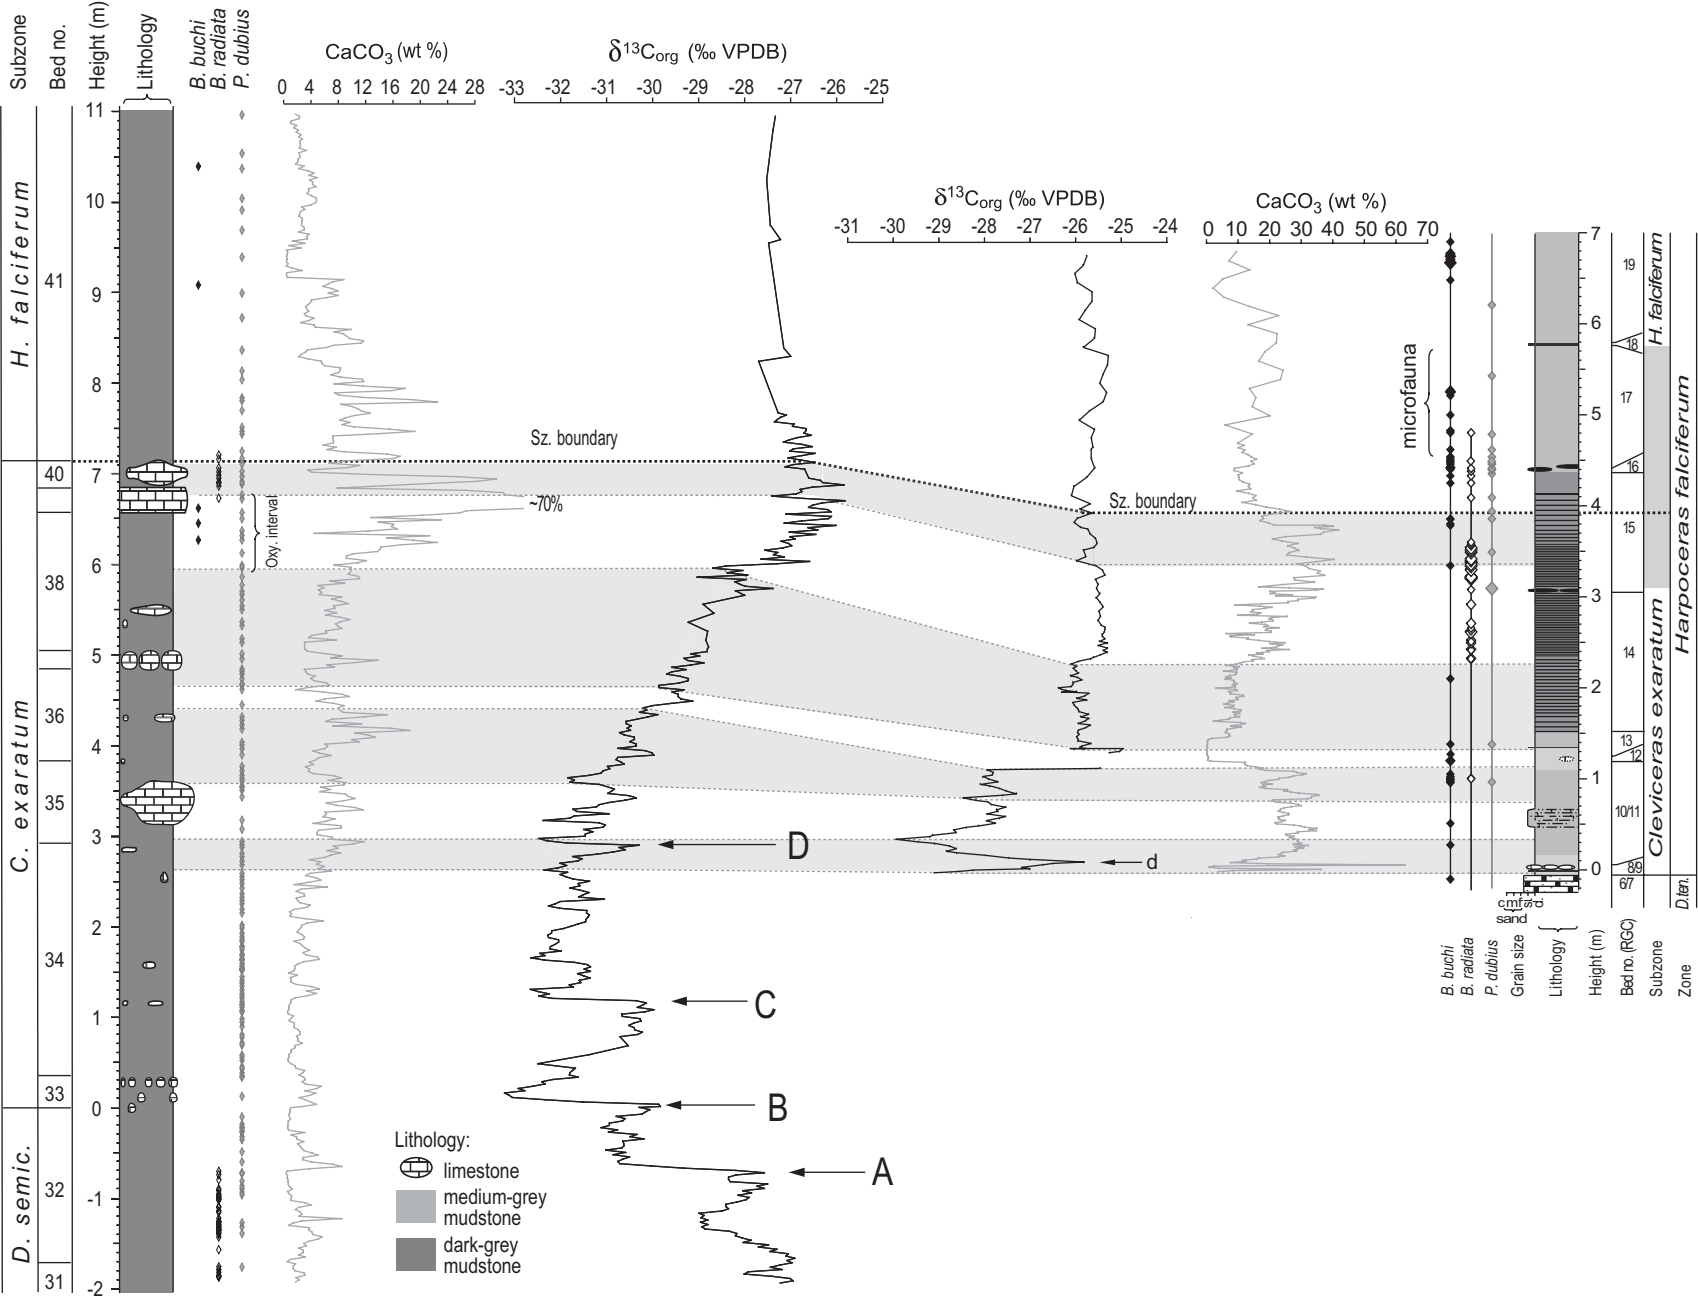 Subzone
Bed no.
Height (m)
Lithology
B. buchi
B. radiata
P. dubius
CaCO3 (wt %)
0 4 8 12 16 20 24 28
δ13Corg (‰ VPDB)
-33 -32 -31 -30 -29 -28 -27 -26 -25
H. falciferum
C. exaratum
D. semic.
41
40
38
36
35
34
33
32
31
11
10
9
8
7
6
5
4
3
2
1
0
-1
-2
Oxy. interval
~70%
Sz. boundary
Sz. boundary
D
d
C
B
A
Lithology:
limestone
medium-grey
mudstone
dark-grey
mudstone
δ13Corg (‰ VPDB)
-31 -30 -29 -28 -27 -26 -25 -24
CaCO3 (wt %)
0 10 20 30 40 50 60 70
microfauna
7
6
5
4
3
2
1
0
19
18
17
16
15
14
13
12
10/11
8/9
6/7
H. falciferum
Cleviceras exaratum
Harpoceras falciferum
D.ten.
c m f s. d.
sand
B. buchi
B. radiata
P. dubius
Grain size
Lithology
Height (m)
Bed no. (RGC)
Subzone
Zone